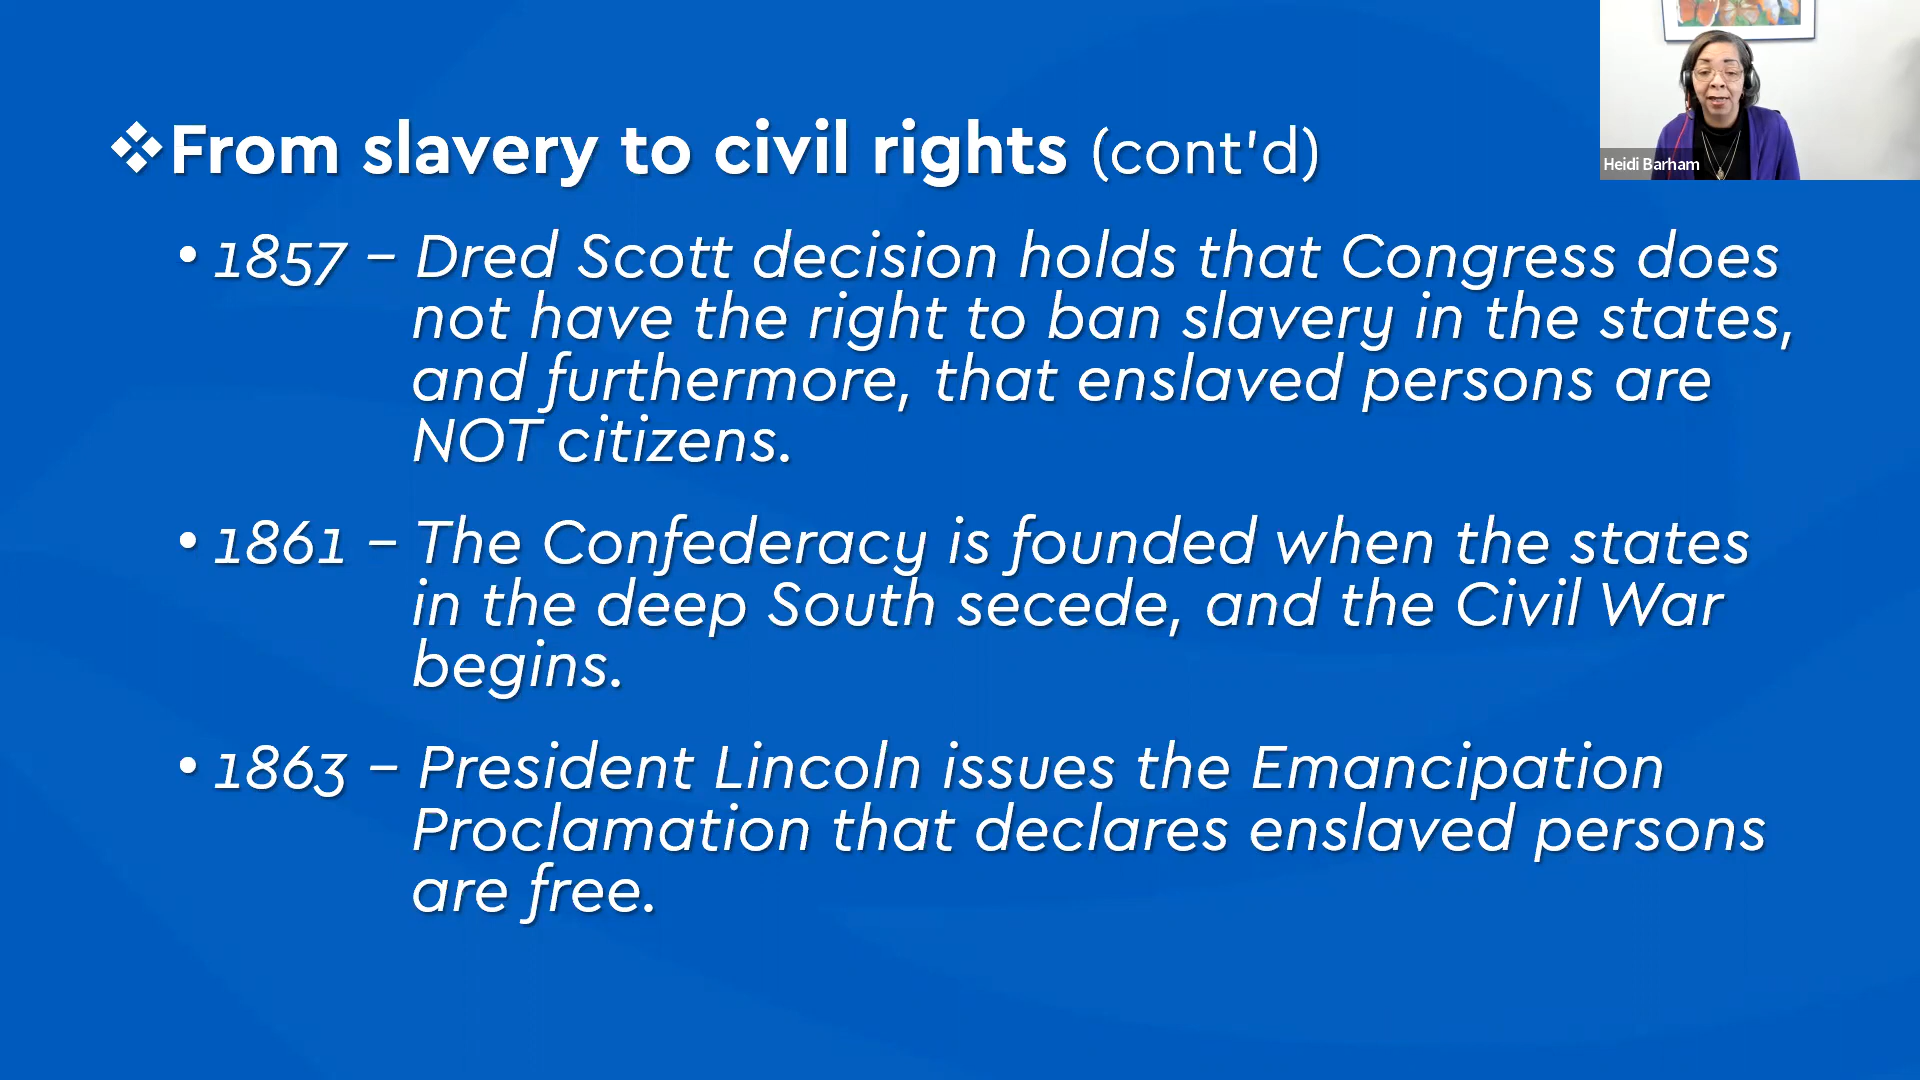 ❖From slavery to civil rights (cont'd)
• 1857 – Dred Scott decision holds that Congress does
not have the right to ban slavery in the states,
and furthermore, that enslaved persons are
NOT citizens.
• 1861 – The Confederacy is founded when the states
in the deep South secede, and the Civil War
begins.
• 1863 – President Lincoln issues the Emancipation
Proclamation that declares enslaved persons
are free.
Heidi Barham